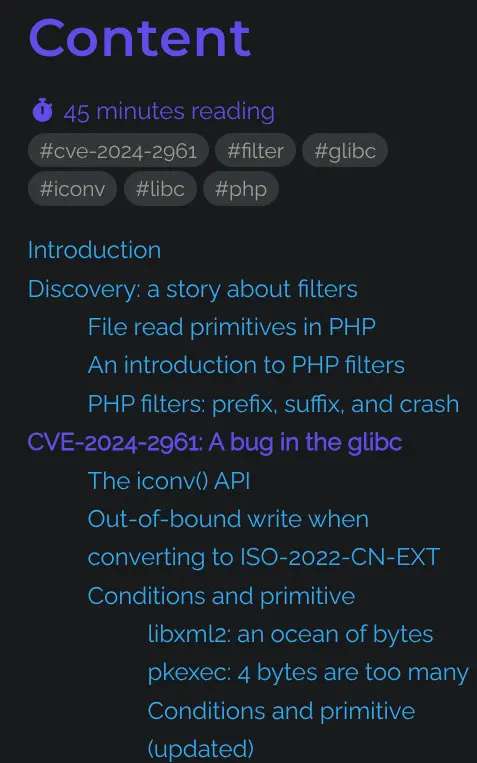 Content
45 minutes reading
#cve-2024-2961 #filter #glibc
#iconv #libc #php
Introduction
Discovery: a story about filters
File read primitives in PHP
An introduction to PHP filters
PHP filters: prefix, suffix, and crash
CVE-2024-2961: A bug in the glibc
The iconv() API
Out-of-bound write when
converting to ISO-2022-CN-EXT
Conditions and primitive
libxml2: an ocean of bytes
pkexec: 4 bytes are too many
Conditions and primitive
(updated)